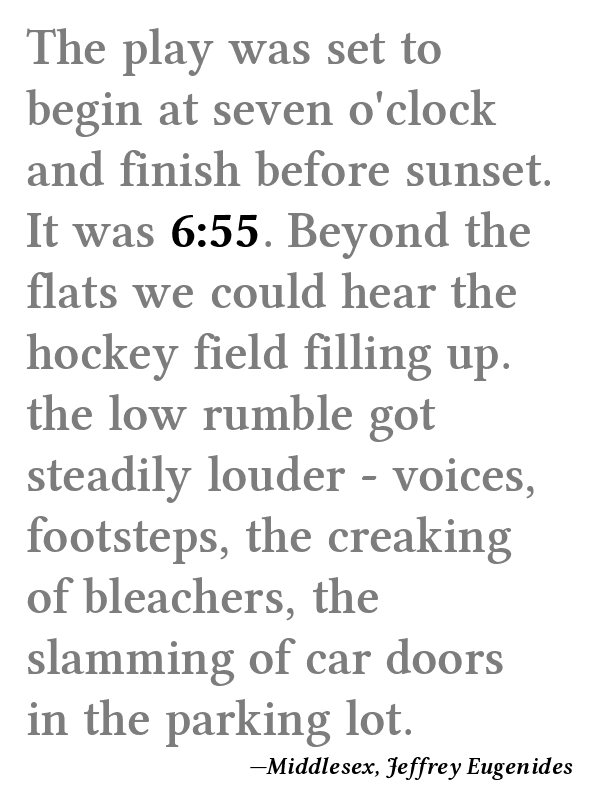 The play was set to
begin at seven o'clock
and finish before sunset.
It was 6:55. Beyond the
flats we could hear the
hockey field filling up.
the low rumble got
steadily louder - voices,
footsteps, the creaking
of bleachers, the
slamming of car doors
in the parking lot.
—Middlesex, Jeffrey Eugenides